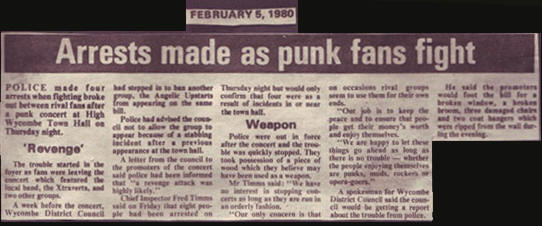 FEBRUARY 5, 1980
Arrests made as punk fans fight
POLICE made four
arrests when fighting broke
out between rival fans after
a punk concert at High
Wycombe Town Hall on
Thursday night.
'Revenge'
The trouble started in the
foyer as fans were leaving the
concert which featured the
local band, the Xtraverts, and
two other groups.
A week before the concert,
Wycombe District Council
had stepped in to ban another
group, the Angelic Upstarts
from appearing on the same
bill.
Police had advised the coun-
cil not to allow the group to
appear because of a stabbing
incident after a previous
appearance at the town hall.
A letter from the council to
the promoters of the concert
said police had been informed
that "a revenge attack was
highly likely."
Chief Inspector Fred Timms
said on Friday that eight peo-
ple had been arrested on
Thursday night but would only
confirm that four were as a
result of incidents in or near
the town hall.
Weapon
Police were out in force
after the concert and the trou-
ble was quickly stopped. They
took possession of a piece of
wood which they believe may
have been used as a weapon.
Mr Timms said: "We have
no interest in stopping con-
certs as long as they are run in
an orderly fashion.
"Our only concern is that
on occasions rival groups
seem to use them for their own
ends.
"Our job is to keep the
peace and to ensure that peo-
ple get their money's worth
and enjoy themselves.
"We are happy to let these
things go ahead as long as
there is no trouble — whether
the people enjoying themselves
are punks, mods, rockers or
opera-goers."
A spokesman for Wycombe
District Council said the coun-
cil would be getting a report
about the trouble from police.
He said the promoters
would foot the bill for a
broken window, a broken
broom, three damaged chairs
and two coat hangers which
were ripped from the wall dur-
ing the evening.